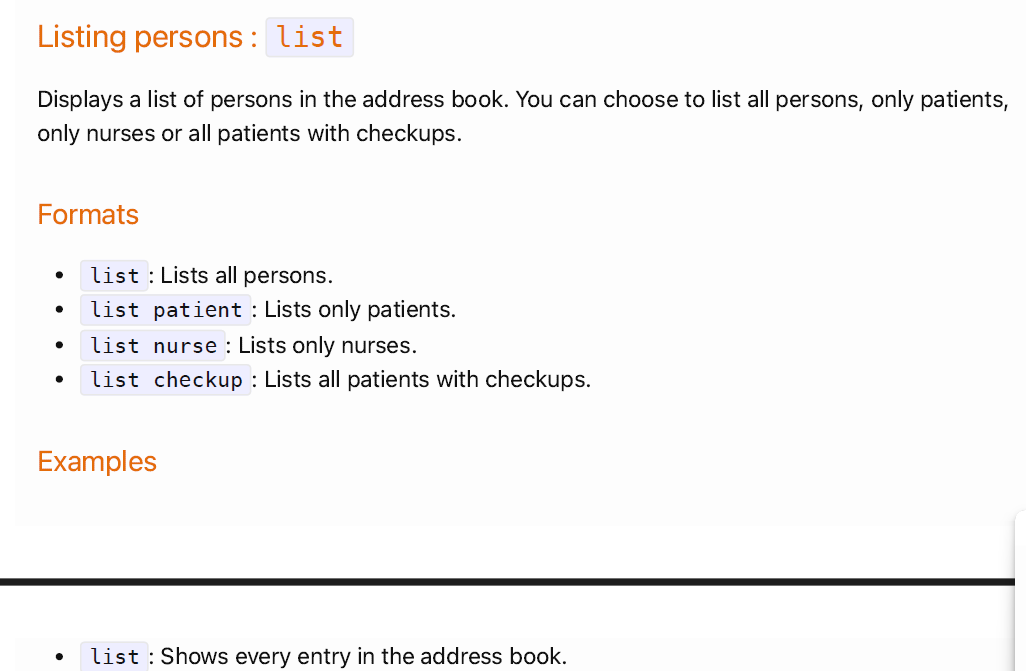 Listing persons : list
Displays a list of persons in the address book. You can choose to list all persons, only patients,
only nurses or all patients with checkups.
Formats
• list : Lists all persons.
• list patient : Lists only patients.
• list nurse : Lists only nurses.
• list checkup : Lists all patients with checkups.
Examples
• list : Shows every entry in the address book.